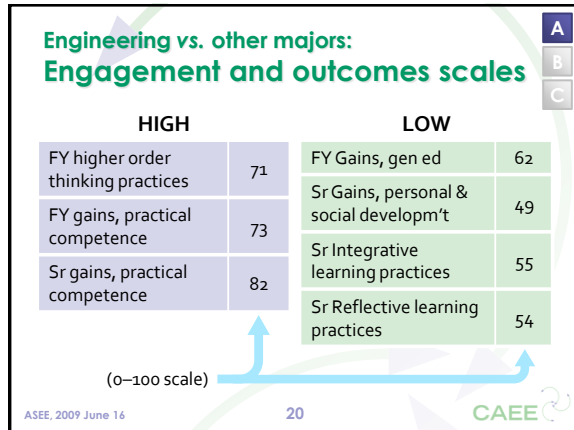 Engineering vs. other majors:
Engagement and outcomes scales
A
B
C
HIGH
FY higher order
thinking practices
71
FY gains, practical
competence
73
Sr gains, practical
competence
82
LOW
FY Gains, gen ed
62
Sr Gains, personal &
social developm't
49
Sr Integrative
learning practices
55
Sr Reflective learning
practices
54
(0–100 scale)
ASEE, 2009 June 16
20
CAEE